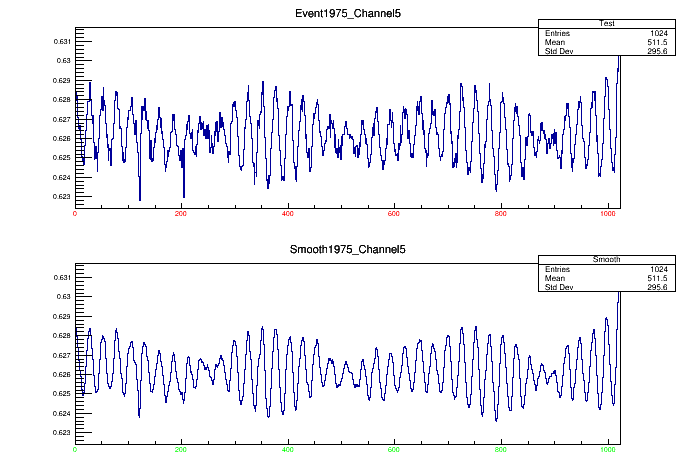 Event1975_Channel5
Test
Entries 1024
Mean 511.5
Std Dev 295.6
0.631
0.63
0.629
0.628
0.627
0.626
0.625
0.624
0.623
0 200 400 600 800 1000
Smooth1975_Channel5
Smooth
Entries 1024
Mean 511.5
Std Dev 295.6
0.631
0.63
0.629
0.628
0.627
0.626
0.625
0.624
0.623
0 200 400 600 800 1000